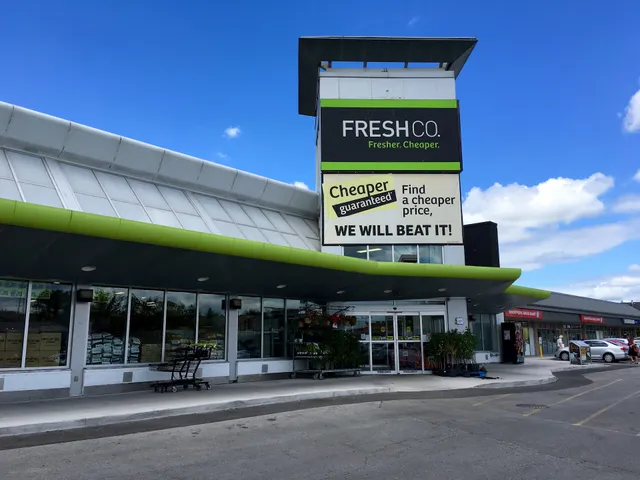 FRESHCO.
Fresher. Cheaper.
Cheaper
guaranteed
Find
a cheaper
price,
WE WILL BEAT IT!